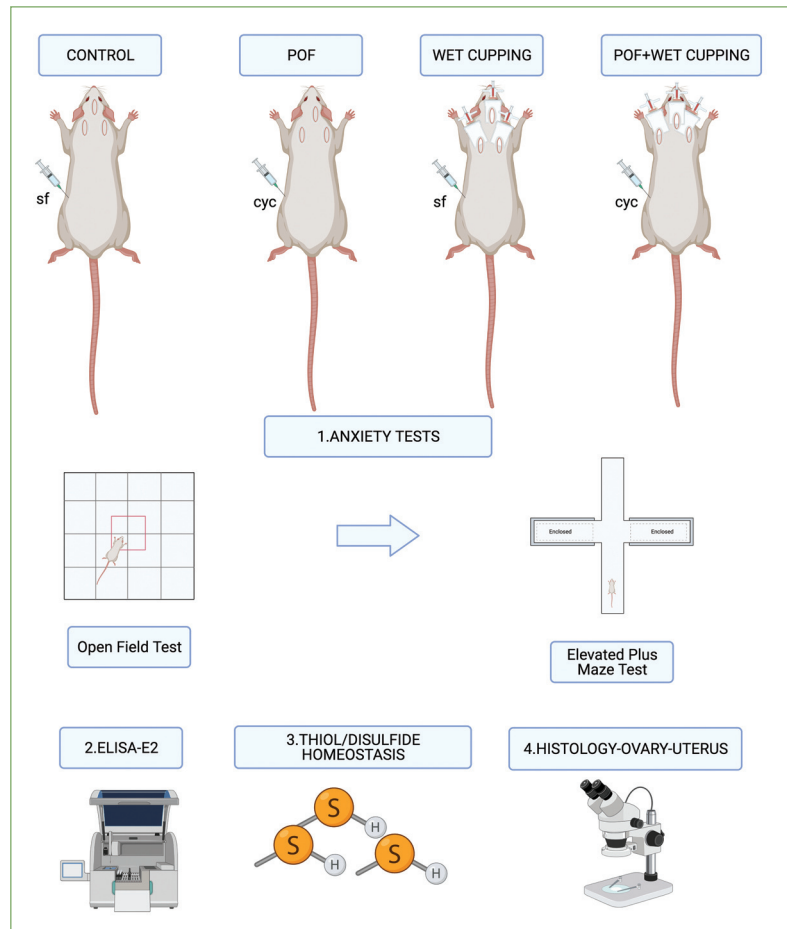 CONTROL
POF
WET CUPPING
POF+WET CUPPING
sf
cyc
sf
cyc
1.ANXIETY TESTS
Enclosed
Enclosed
Open Field Test
Elevated Plus
Maze Test
2.ELISA-E2
3.THIOL/DISULFIDE
HOMEOSTASIS
4.HISTOLOGY-OVARY-UTERUS
S
H
S
H
S
H